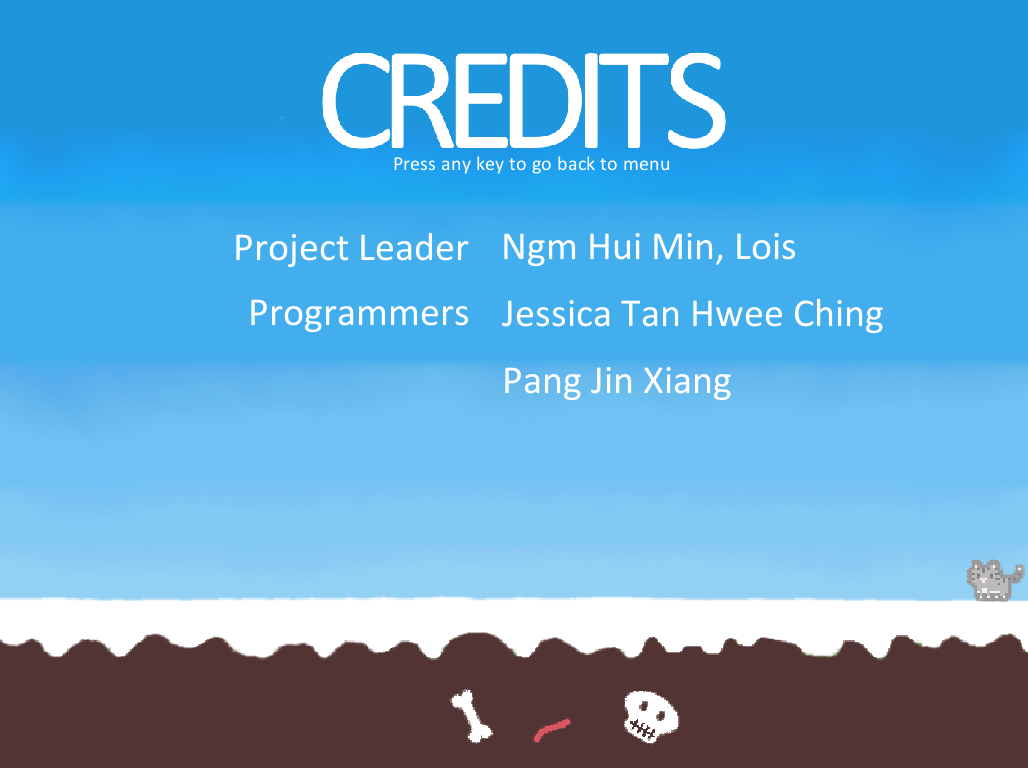 CREDITS
Press any key to go back to menu
Project Leader Ngm Hui Min, Lois
Programmers Jessica Tan Hwee Ching
Pang Jin Xiang